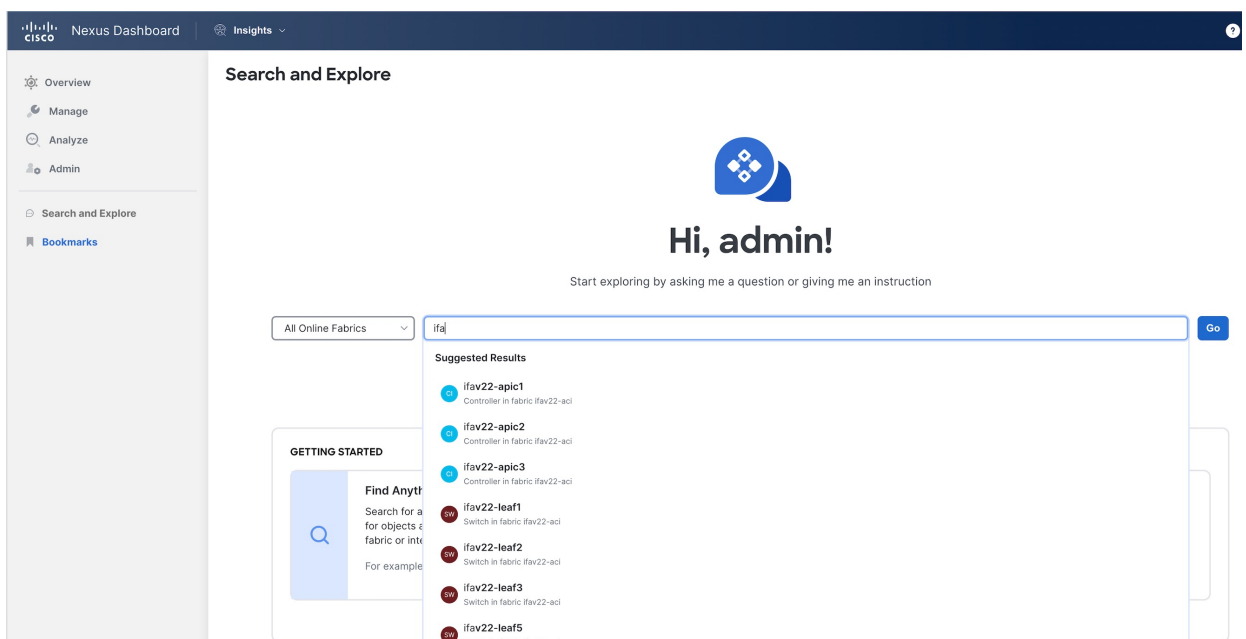 CISCO Nexus Dashboard Insights ?
Overview
Manage
Analyze
Admin
Search and Explore
Bookmarks
Search and Explore
Hi, admin!
Start exploring by asking me a question or giving me an instruction
All Online Fabrics ifa Go
Suggested Results
CI ifav22-apic1
Controller in fabric ifav22-aci
CI ifav22-apic2
Controller in fabric ifav22-aci
CI ifav22-apic3
Controller in fabric ifav22-aci
SW ifav22-leaf1
Switch in fabric ifav22-aci
SW ifav22-leaf2
Switch in fabric ifav22-aci
SW ifav22-leaf3
Switch in fabric ifav22-aci
SW ifav22-leaf5
GETTING STARTED
Find Anyth
Search for a
for objects a
fabric or inte
For example